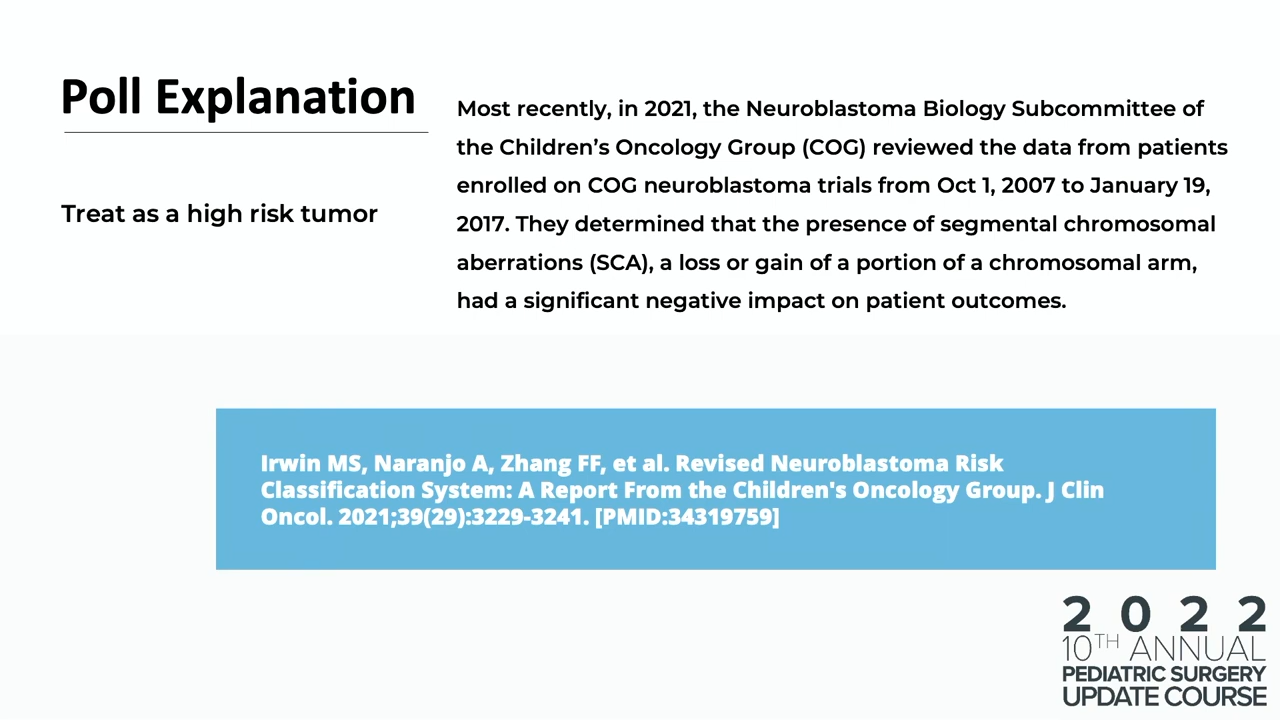 Poll Explanation
Treat as a high risk tumor
Most recently, in 2021, the Neuroblastoma Biology Subcommittee of
the Children’s Oncology Group (COG) reviewed the data from patients
enrolled on COG neuroblastoma trials from Oct 1, 2007 to January 19,
2017. They determined that the presence of segmental chromosomal
aberrations (SCA), a loss or gain of a portion of a chromosomal arm,
had a significant negative impact on patient outcomes.
Irwin MS, Naranjo A, Zhang FF, et al. Revised Neuroblastoma Risk
Classification System: A Report From the Children's Oncology Group. J Clin
Oncol. 2021;39(29):3229-3241. [PMID:34319759]
2022
10TH ANNUAL
PEDIATRIC SURGERY
UPDATE COURSE